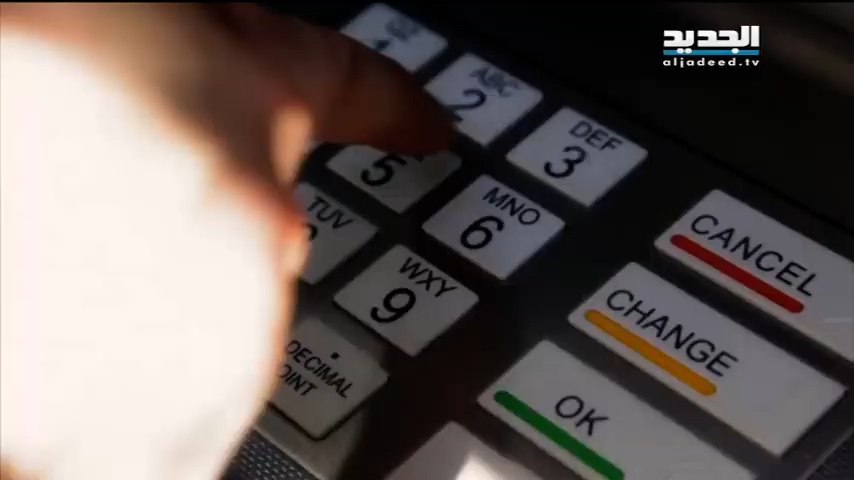 الجديد
aljadeed.tv
ABC
2
DEF
3
5
MNO
6
TUV
WXY
9
DECIMAL
POINT
CANCEL
CHANGE
OK